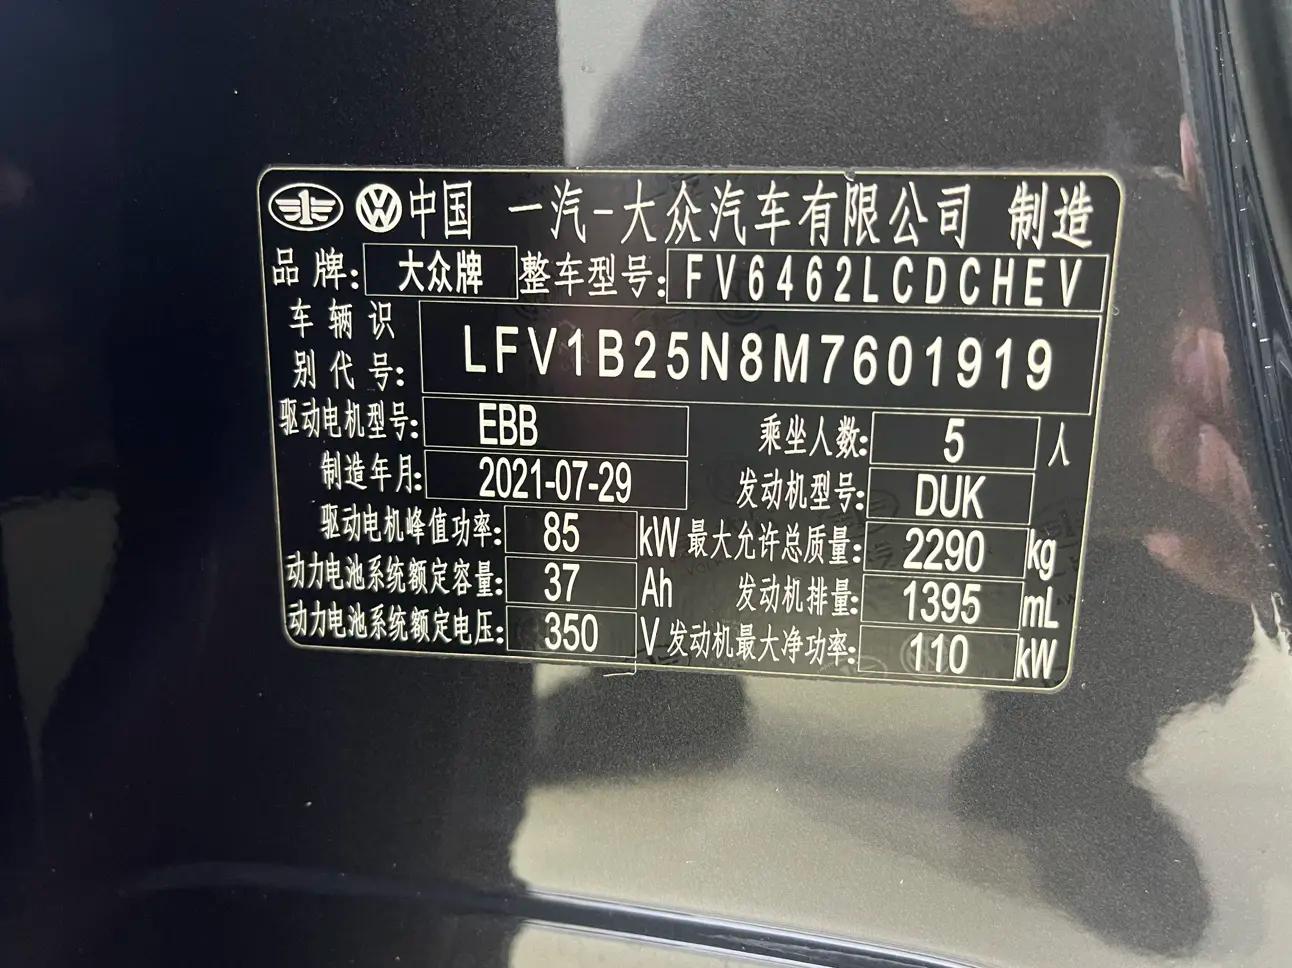 中国 一汽-大众汽车有限公司 制造
品牌: 大众牌 整车型号: FV6462LCDCHEV
车辆识别代号: LFV1B25N8M7601919
驱动电机型号: EBB 乘坐人数: 5 人
制造年月: 2021-07-29 发动机型号: DUK
驱动电机峰值功率: 85 kW 最大允许总质量: 2290 kg
动力电池系统额定容量: 37 Ah 发动机排量: 1395 mL
动力电池系统额定电压: 350 V 发动机最大净功率: 110 kW